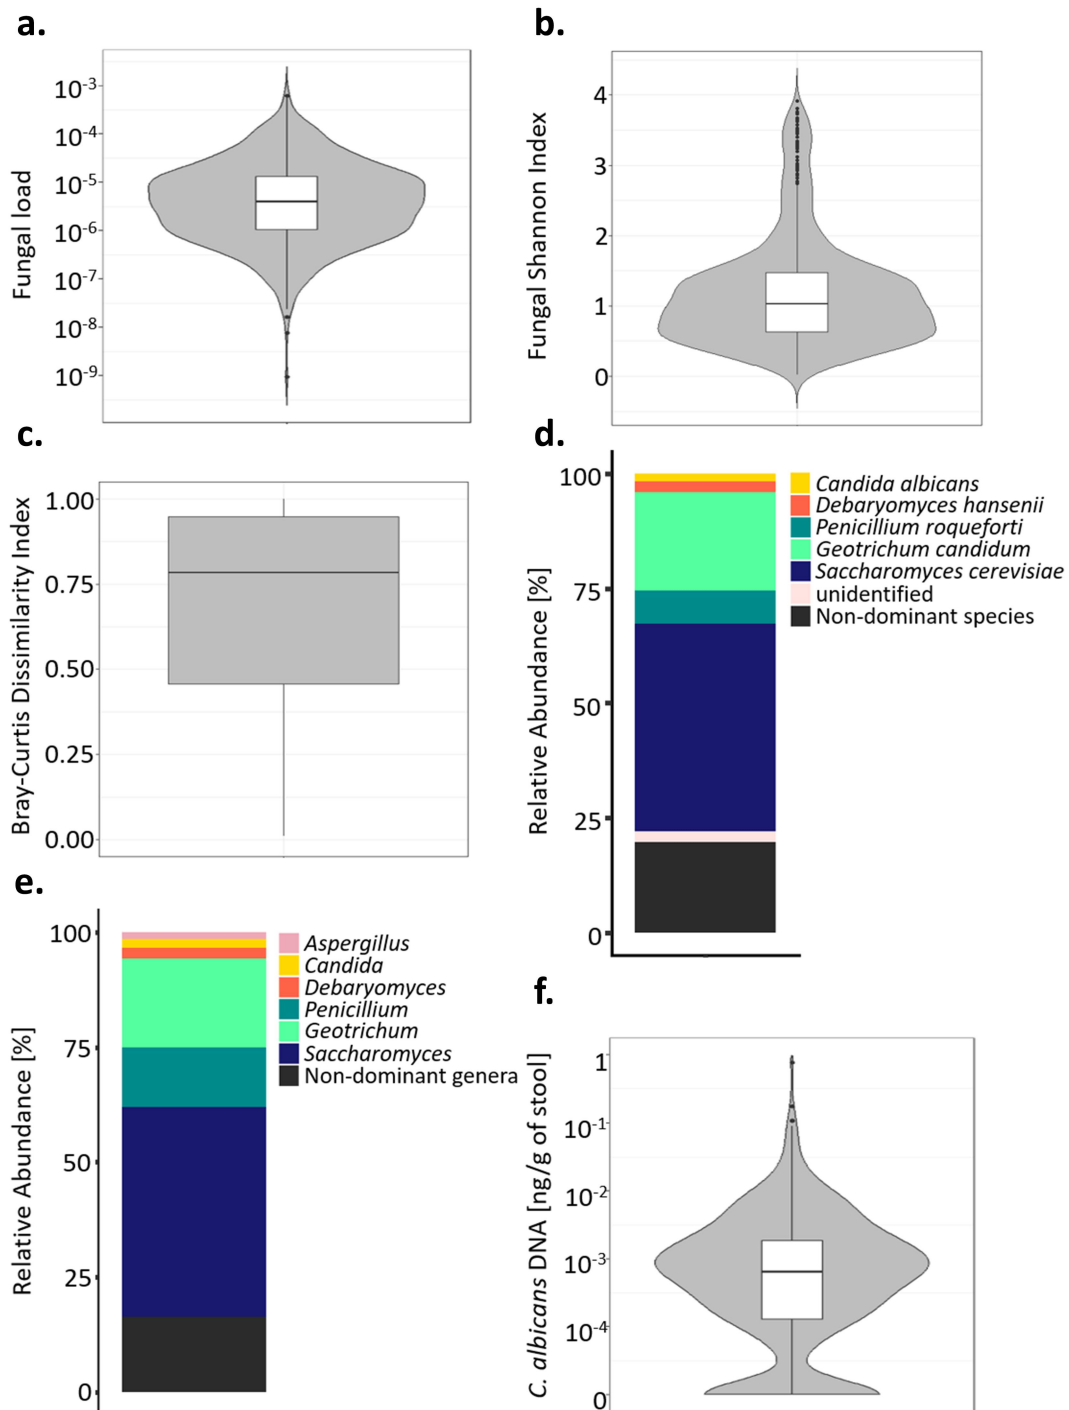 a.
Fungal load
10-3
10-4
10-5
10-6
10-7
10-8
10-9
b.
Fungal Shannon Index
4
3
2
1
0
c.
Bray-Curtis Dissimilarity Index
1.00
0.75
0.50
0.25
0.00
d.
Relative Abundance [%]
100
75
50
25
0
Candida albicans
Debaryomyces hansenii
Penicillium roqueforti
Geotrichum candidum
Saccharomyces cerevisiae
unidentified
Non-dominant species
e.
Relative Abundance [%]
100
75
50
25
0
Aspergillus
Candida
Debaryomyces
Penicillium
Geotrichum
Saccharomyces
Non-dominant genera
f.
C. albicans DNA [ng/g of stool]
1
10-1
10-2
10-3
10-4
0